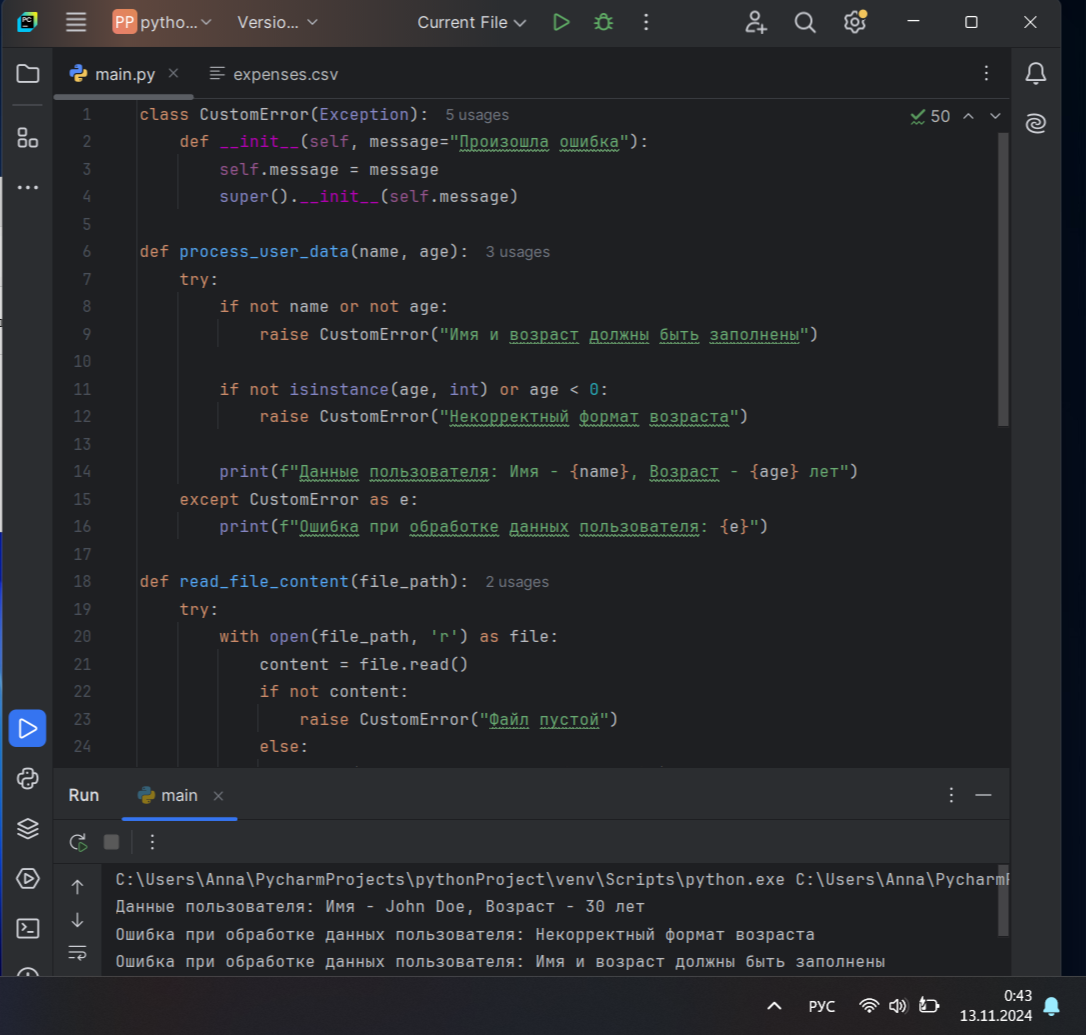 PP pytho... Versio... Current File
main.py expenses.csv
1 class CustomError(Exception): 5 usages
50
2 def __init__(self, message="Произошла ошибка"):
3 self.message = message
4 super().__init__(self.message)
5
6 def process_user_data(name, age): 3 usages
7 try:
8 if not name or not age:
9 raise CustomError("Имя и возраст должны быть заполнены")
10
11 if not isinstance(age, int) or age < 0:
12 raise CustomError("Некорректный формат возраста")
13
14 print(f"Данные пользователя: Имя - {name}, Возраст - {age} лет")
15 except CustomError as e:
16 print(f"Ошибка при обработке данных пользователя: {e}")
17
18 def read_file_content(file_path): 2 usages
19 try:
20 with open(file_path, 'r') as file:
21 content = file.read()
22 if not content:
23 raise CustomError("Файл пустой")
24 else:
Run main
C:\Users\Anna\PycharmProjects\pythonProject\venv\Scripts\python.exe C:\Users\Anna\Pycharm
Данные пользователя: Имя - John Doe, Возраст - 30 лет
Ошибка при обработке данных пользователя: Некорректный формат возраста
Ошибка при обработке данных пользователя: Имя и возраст должны быть заполнены
РУС
0:43
13.11.2024